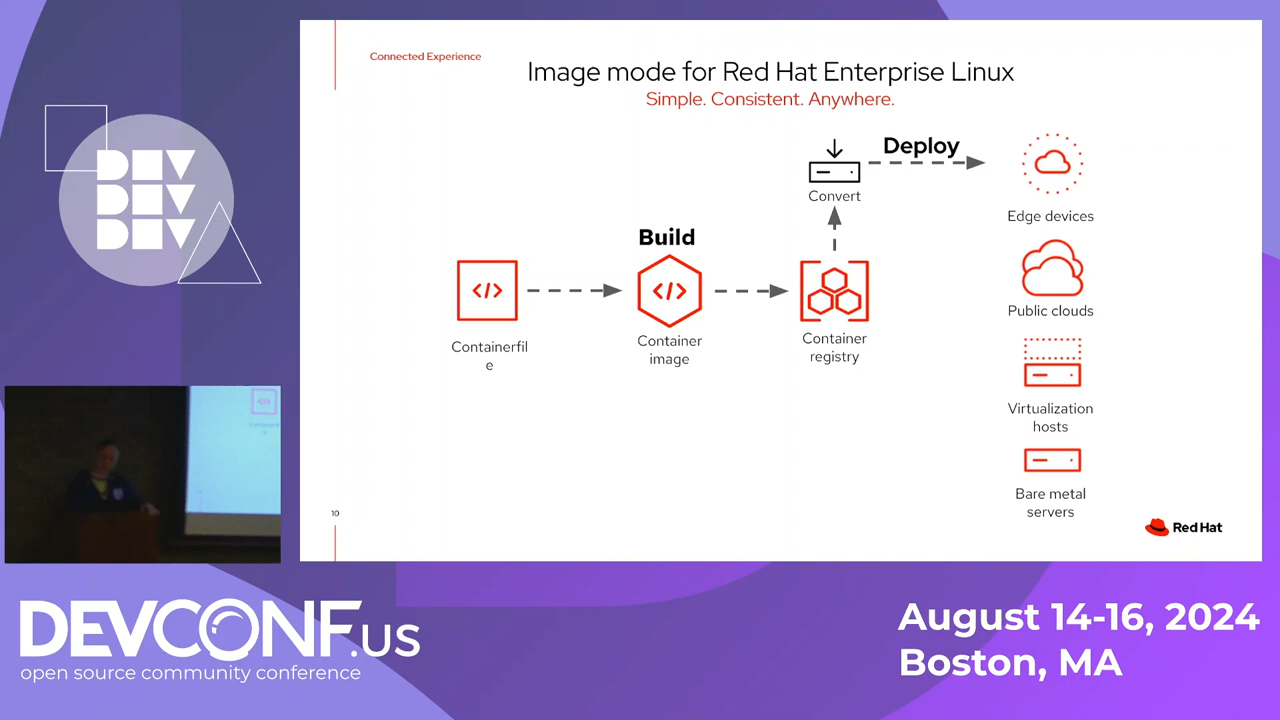 Connected Experience
Image mode for Red Hat Enterprise Linux
Simple. Consistent. Anywhere.
Deploy
Convert
Edge devices
Build
Public clouds
Containerfil
e
Container
image
Container
registry
Virtualization
hosts
Bare metal
servers
10
Red Hat
DEV
DEV
DEV
DEVCONF.US
open source community conference
August 14-16, 2024
Boston, MA